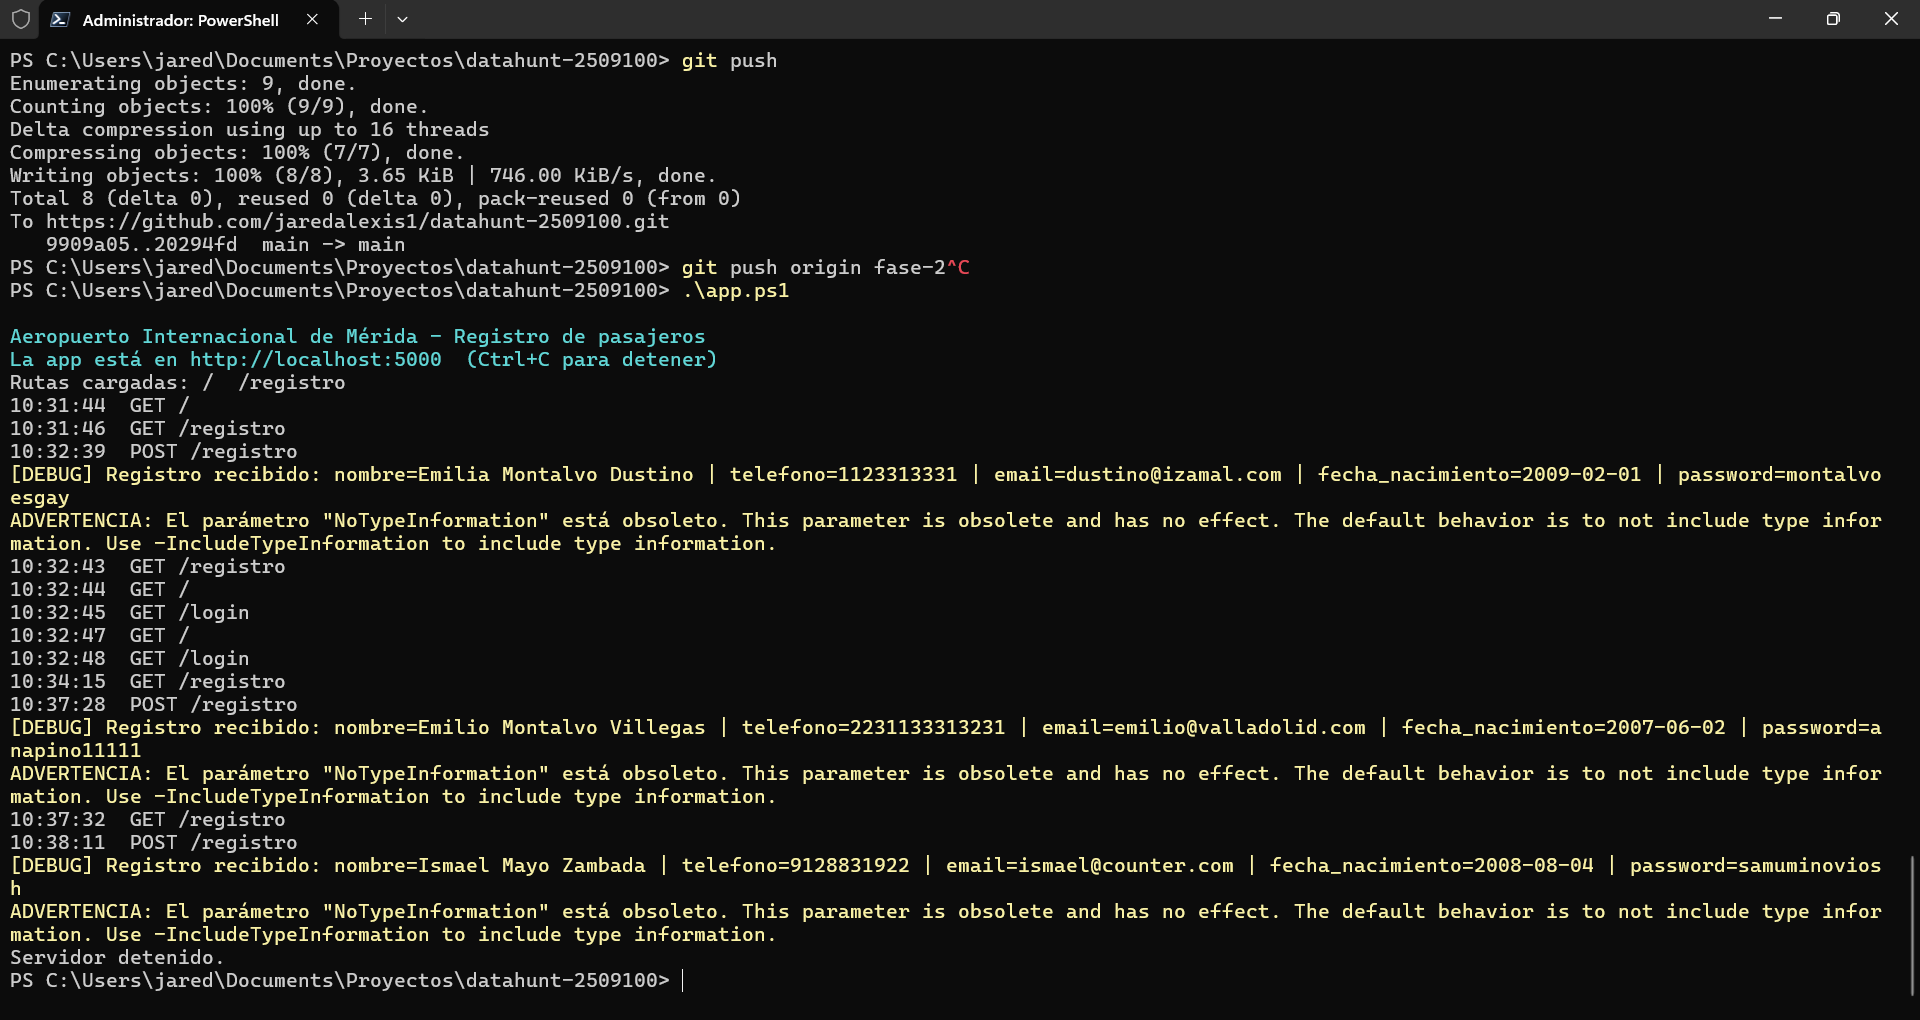 Administrador: PowerShell
PS C:\Users\jared\Documents\Proyectos\datahunt-2509100> git push
Enumerating objects: 9, done.
Counting objects: 100% (9/9), done.
Delta compression using up to 16 threads
Compressing objects: 100% (7/7), done.
Writing objects: 100% (8/8), 3.65 KiB | 746.00 KiB/s, done.
Total 8 (delta 0), reused 0 (delta 0), pack-reused 0 (from 0)
To https://github.com/jaredalexis1/datahunt-2509100.git
   9909a05..20294fd  main -> main
PS C:\Users\jared\Documents\Proyectos\datahunt-2509100> git push origin fase-2^C
PS C:\Users\jared\Documents\Proyectos\datahunt-2509100> .\app.ps1
Aeropuerto Internacional de Mérida - Registro de pasajeros
La app está en http://localhost:5000  (Ctrl+C para detener)
Rutas cargadas: /  /registro
10:31:44  GET /
10:31:46  GET /registro
10:32:39  POST /registro
[DEBUG] Registro recibido: nombre=Emilia Montalvo Dustino | telefono=1123313331 | email=dustino@izamal.com | fecha_nacimiento=2009-02-01 | password=montalvo
esgay
ADVERTENCIA: El parámetro "NoTypeInformation" está obsoleto. This parameter is obsolete and has no effect. The default behavior is to not include type infor
mation. Use -IncludeTypeInformation to include type information.
10:32:43  GET /registro
10:32:44  GET /
10:32:45  GET /login
10:32:47  GET /
10:32:48  GET /login
10:34:15  GET /registro
10:37:28  POST /registro
[DEBUG] Registro recibido: nombre=Emilio Montalvo Villegas | telefono=2231133313231 | email=emilio@valladolid.com | fecha_nacimiento=2007-06-02 | password=a
napino11111
ADVERTENCIA: El parámetro "NoTypeInformation" está obsoleto. This parameter is obsolete and has no effect. The default behavior is to not include type infor
mation. Use -IncludeTypeInformation to include type information.
10:37:32  GET /registro
10:38:11  POST /registro
[DEBUG] Registro recibido: nombre=Ismael Mayo Zambada | telefono=9128831922 | email=ismael@counter.com | fecha_nacimiento=2008-08-04 | password=samuminovios
h
ADVERTENCIA: El parámetro "NoTypeInformation" está obsoleto. This parameter is obsolete and has no effect. The default behavior is to not include type infor
mation. Use -IncludeTypeInformation to include type information.
Servidor detenido.
PS C:\Users\jared\Documents\Proyectos\datahunt-2509100>